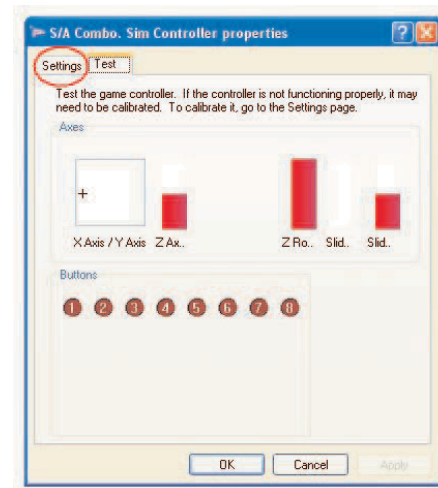 S/A Combo. Sim Controller properties
Settings Test
Test the game controller. If the controller is not functioning properly, it may
need to be calibrated. To calibrate it, go to the Settings page.
Axes
X Axis / Y Axis Z Ax.. Z Ro.. Slid.. Slid..
Buttons
1 2 3 4 5 6 7 8
OK Cancel Apply